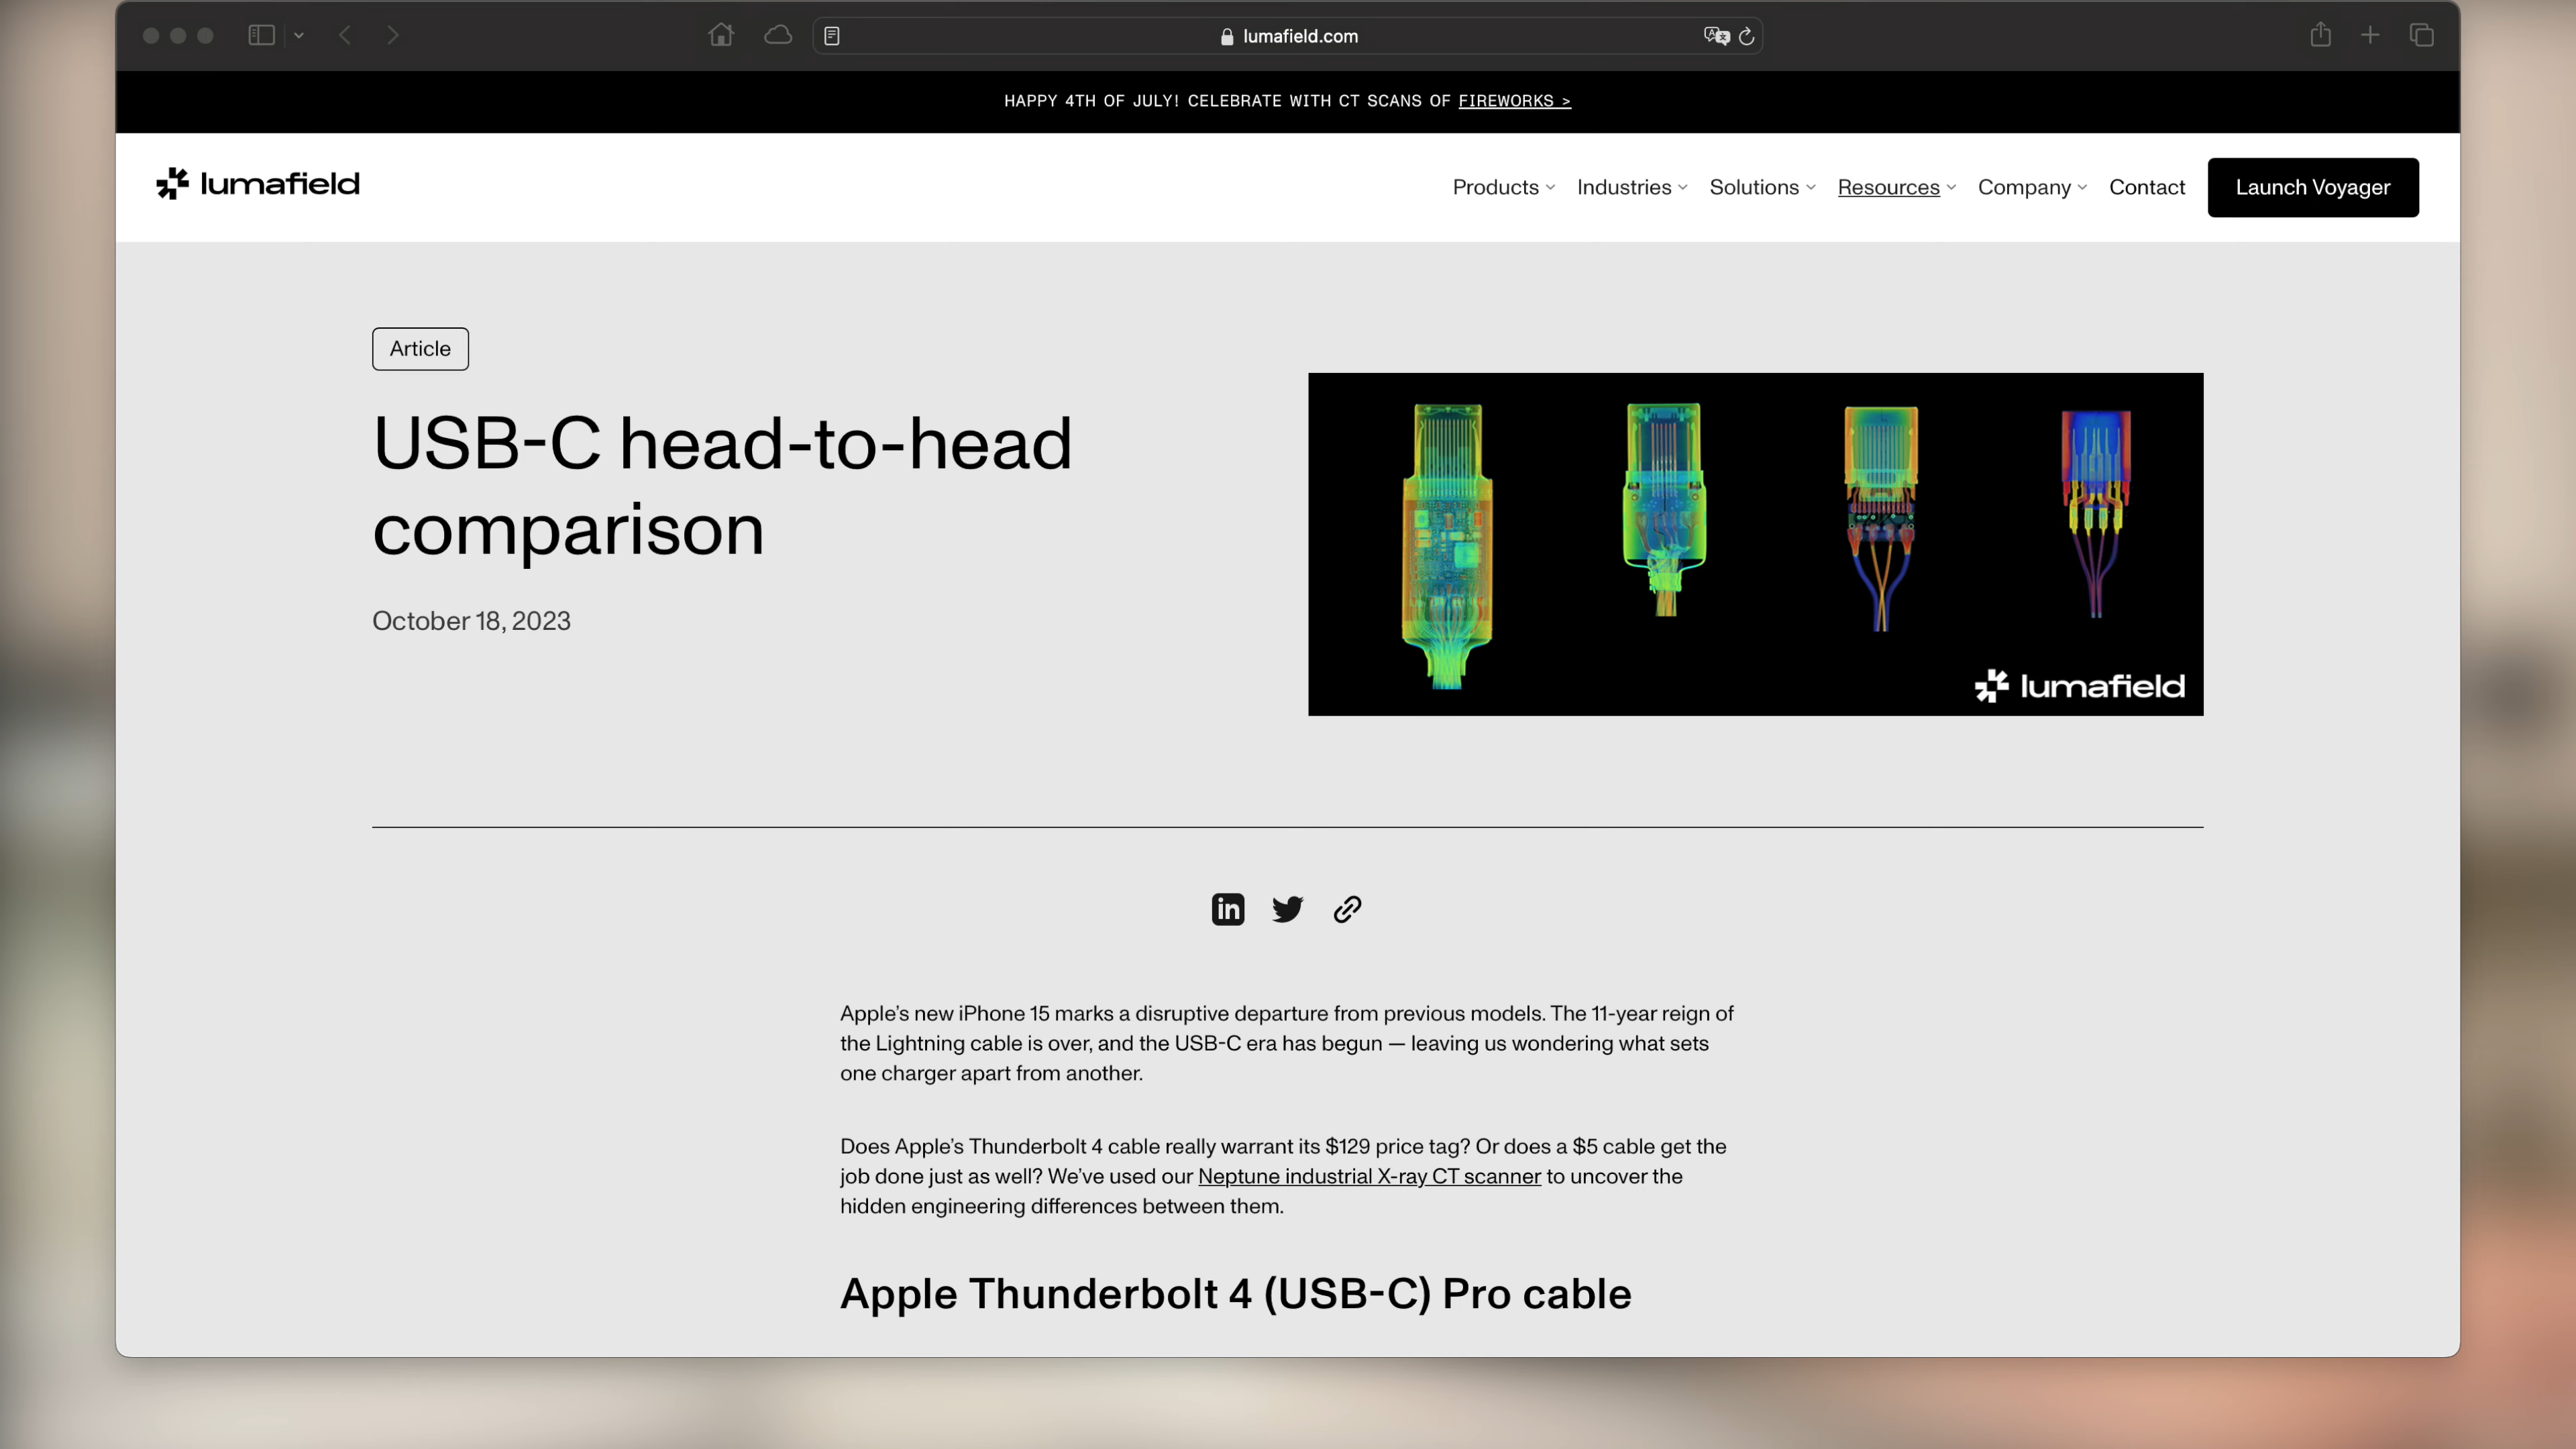 lumafield.com
HAPPY 4TH OF JULY! CELEBRATE WITH CT SCANS OF FIREWORKS >
lumafield
Products Industries Solutions Resources Company Contact Launch Voyager
Article
USB-C head-to-head
comparison
October 18, 2023
lumafield
in
Apple’s new iPhone 15 marks a disruptive departure from previous models. The 11-year reign of
the Lightning cable is over, and the USB-C era has begun — leaving us wondering what sets
one charger apart from another.
Does Apple’s Thunderbolt 4 cable really warrant its $129 price tag? Or does a $5 cable get the
job done just as well? We’ve used our Neptune industrial X-ray CT scanner to uncover the
hidden engineering differences between them.
Apple Thunderbolt 4 (USB-C) Pro cable